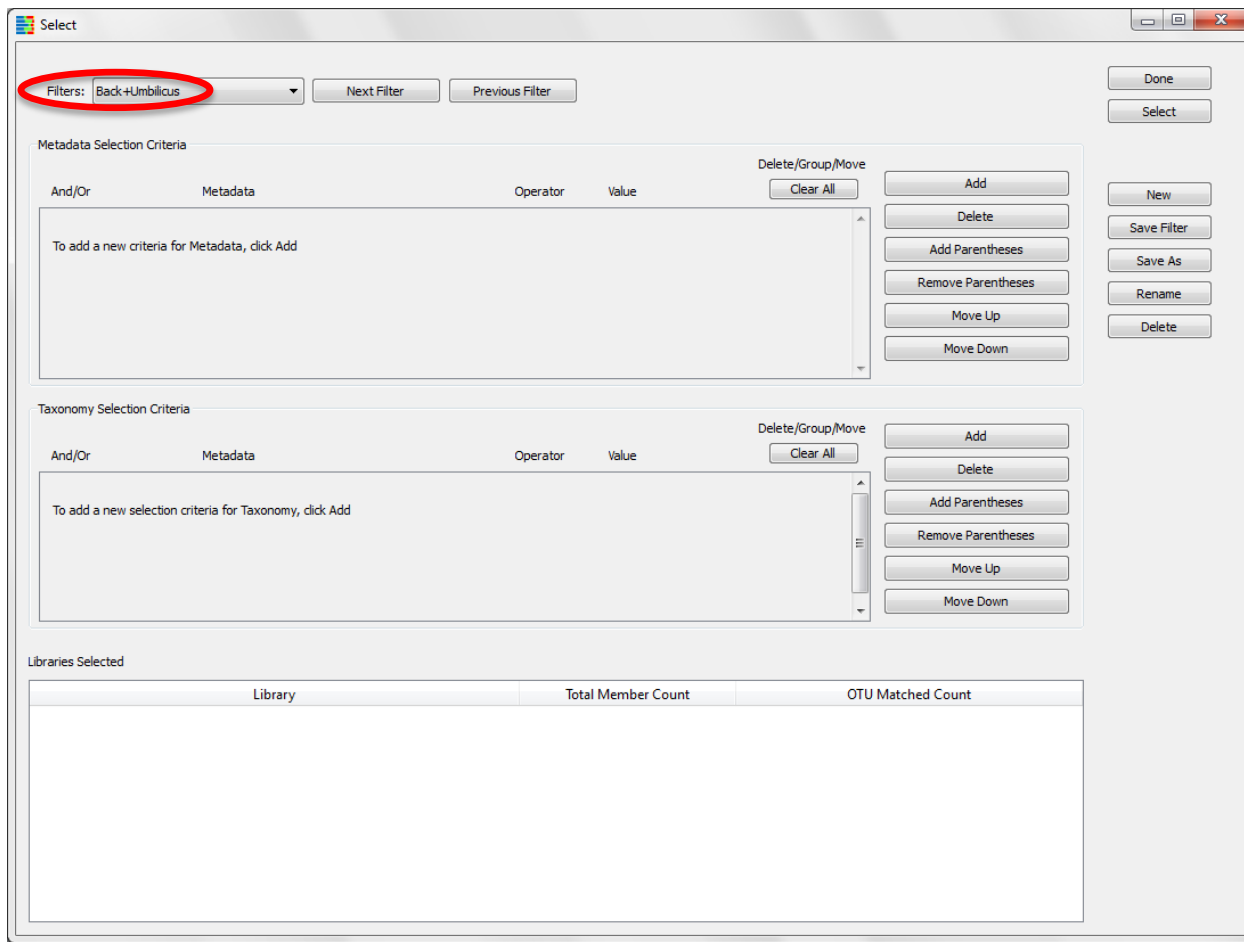 Select
Filters: Back+Umbilicus Next Filter Previous Filter
Done
Select
Metadata Selection Criteria
Delete/Group/Move
And/Or Metadata Operator Value Clear All
To add a new criteria for Metadata, click Add
Add
Delete
Add Parentheses
Remove Parentheses
Move Up
Move Down
New
Save Filter
Save As
Rename
Delete
Taxonomy Selection Criteria
Delete/Group/Move
And/Or Metadata Operator Value Clear All
To add a new selection criteria for Taxonomy, click Add
Add
Delete
Add Parentheses
Remove Parentheses
Move Up
Move Down
Libraries Selected
Library Total Member Count OTU Matched Count